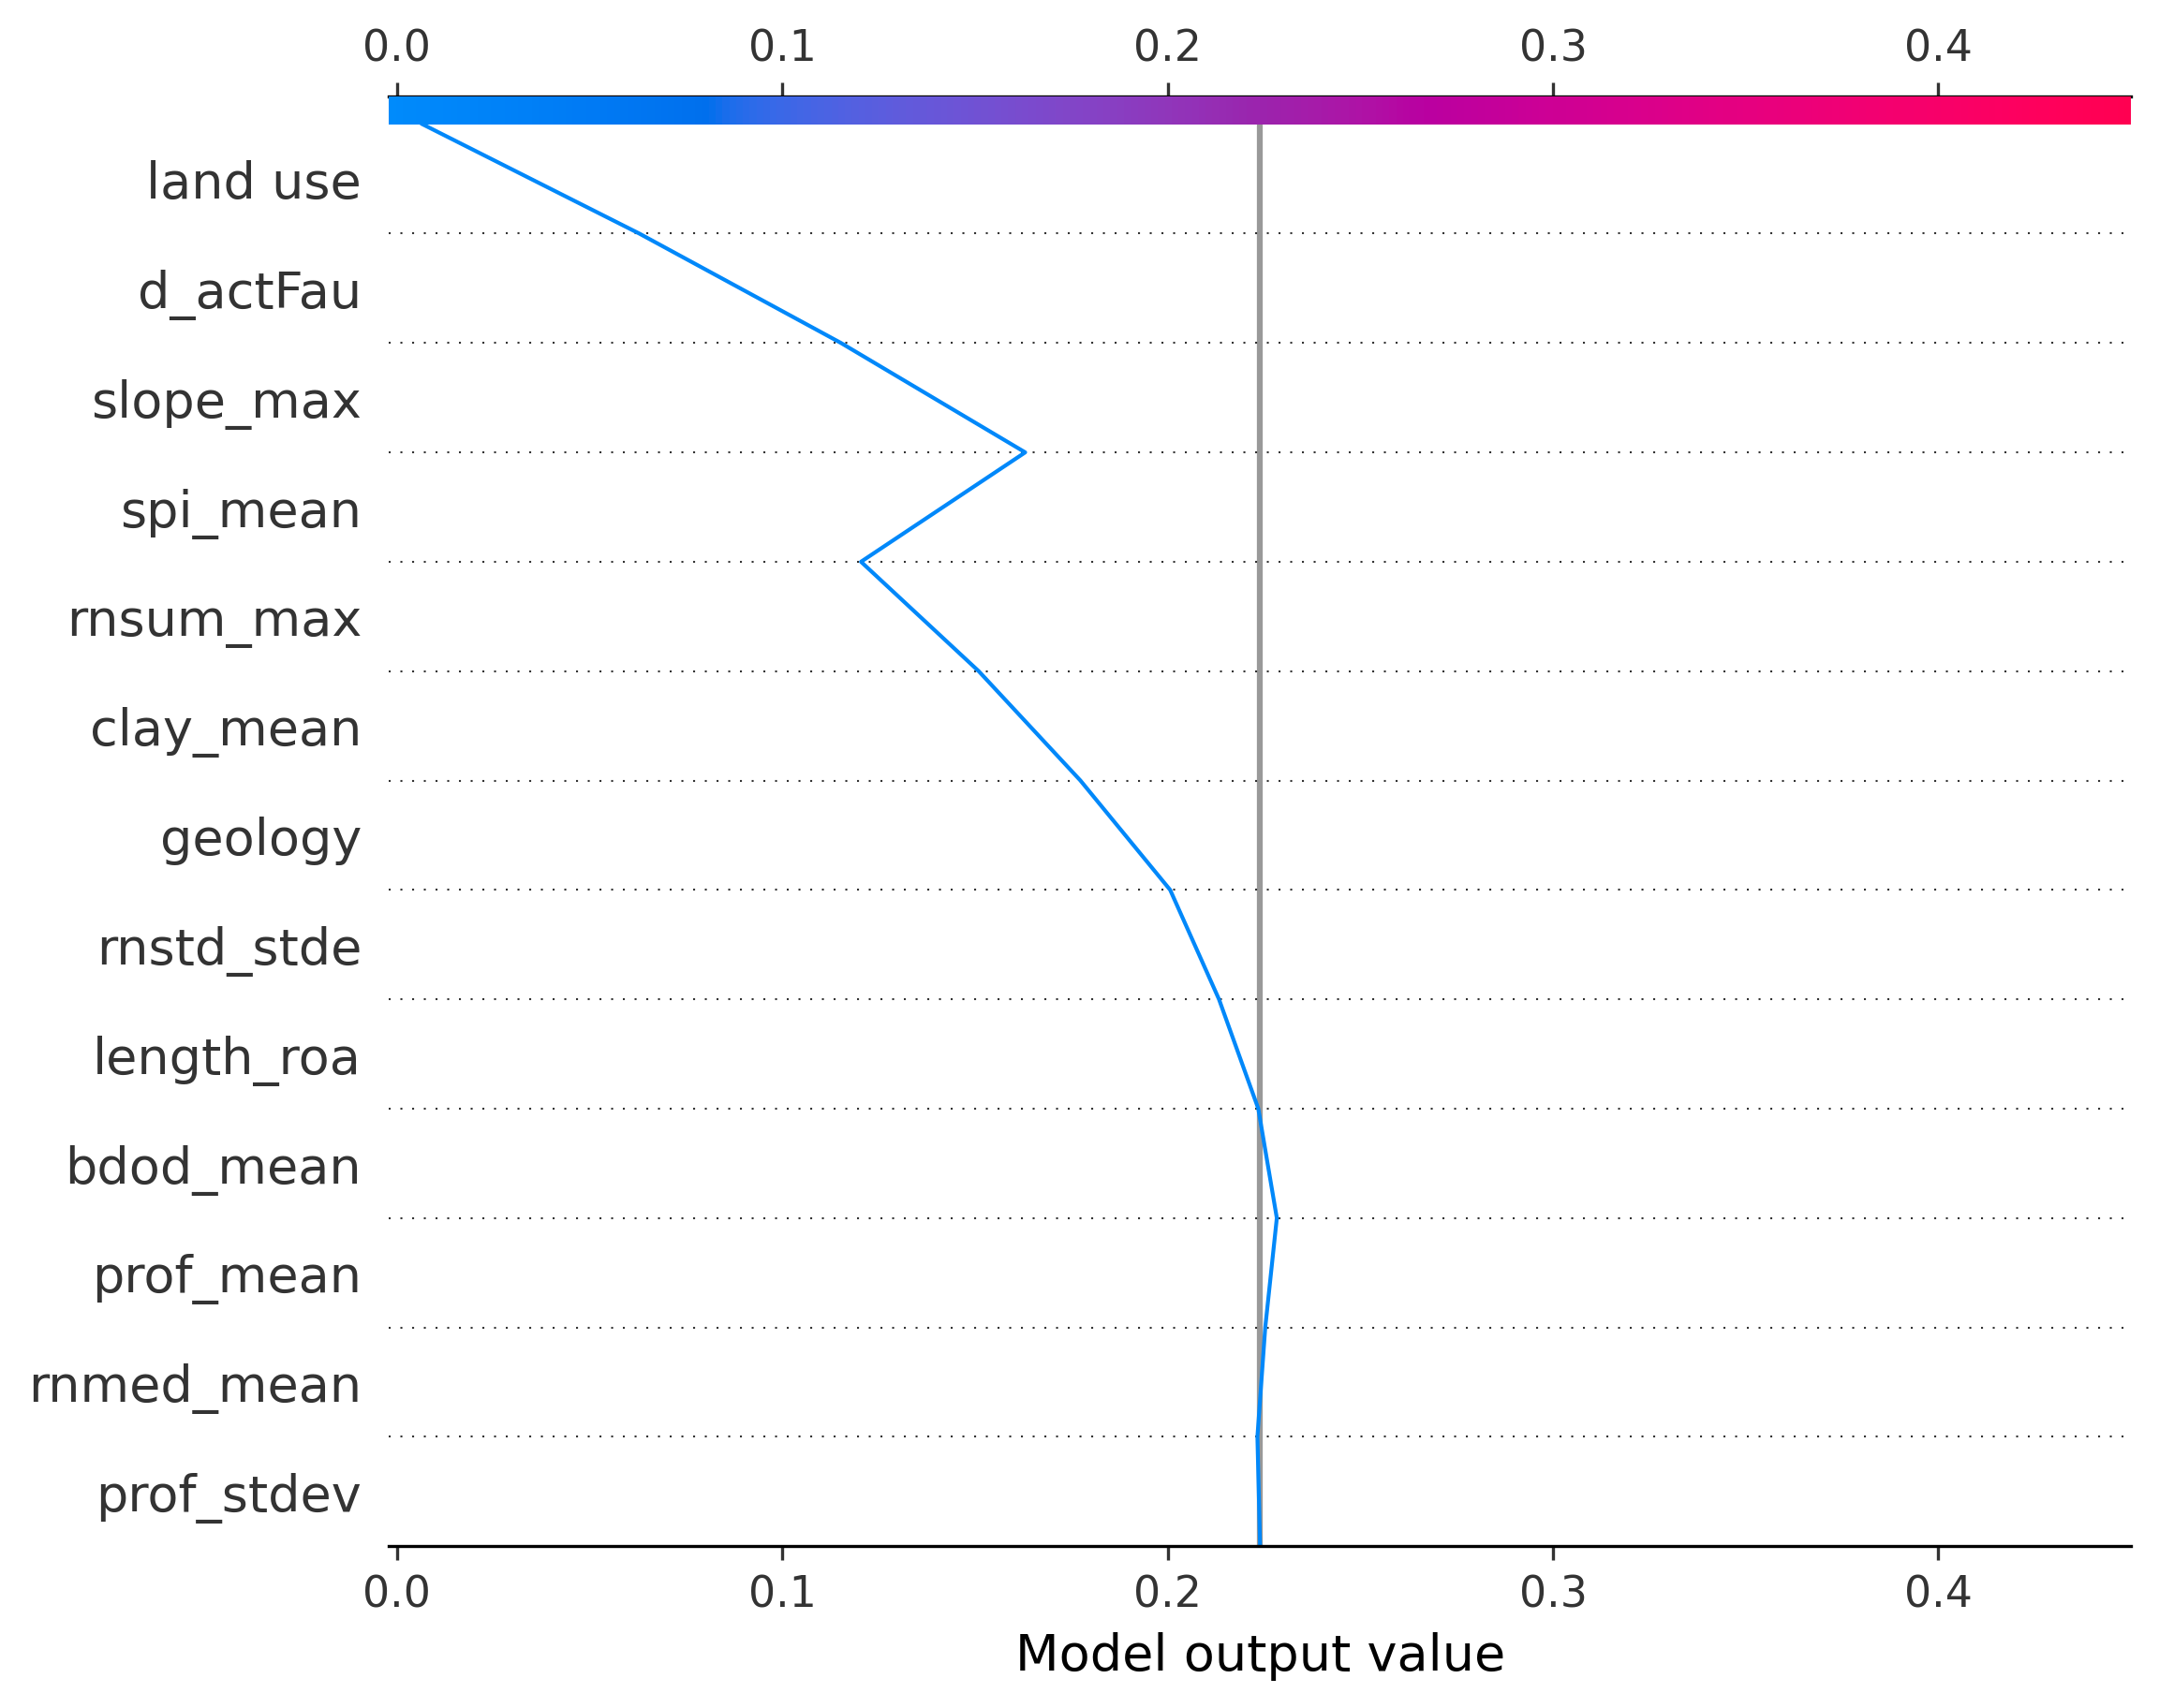 0.0 0.1 0.2 0.3 0.4
land use
d_actFau
slope_max
spi_mean
rnsum_max
clay_mean
geology
rnstd_stde
length_roa
bdod_mean
prof_mean
rnmed_mean
prof_stdev
0.0 0.1 0.2 0.3 0.4
Model output value